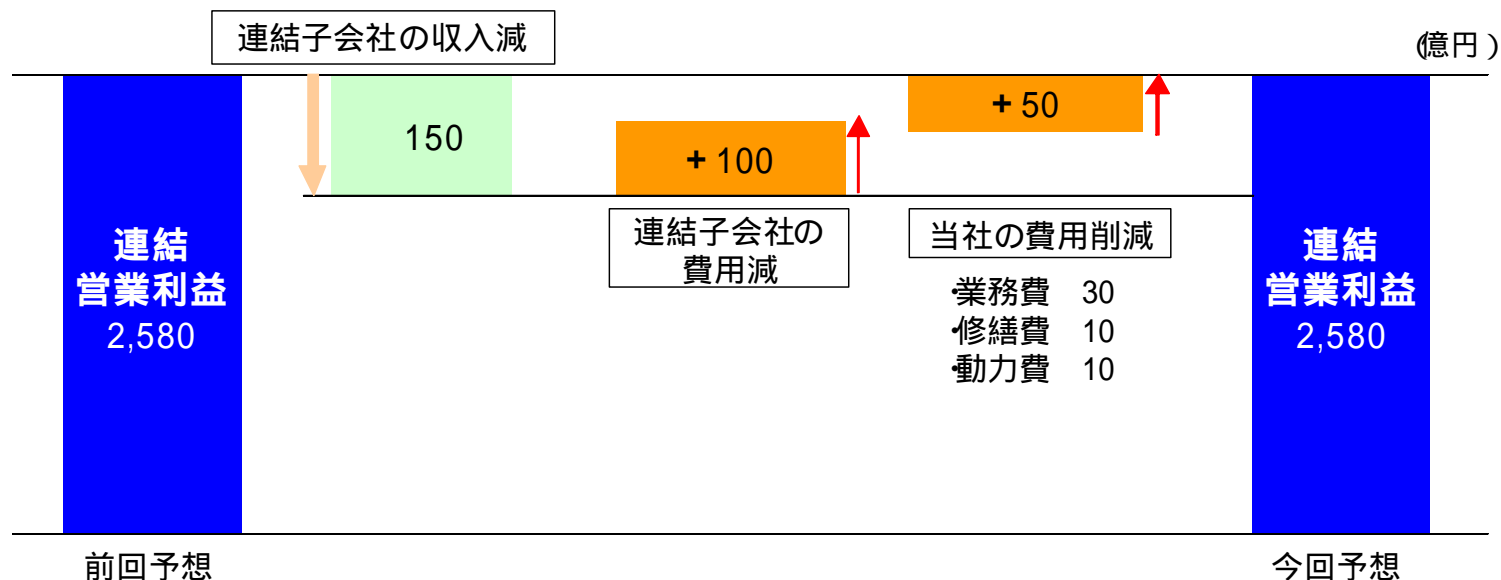 連結子会社の収入減
(億円)
150
+ 100
+ 50
連結
営業利益
2,580
連結子会社の
費用減
当社の費用削減
・業務費 30
・修繕費 10
・動力費 10
連結
営業利益
2,580
前回予想
今回予想